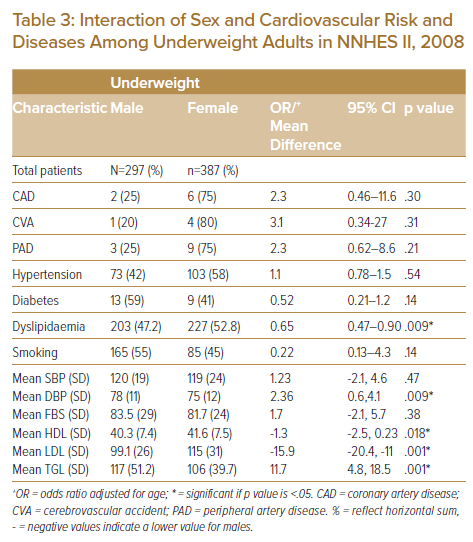 Table 3: Interaction of Sex and Cardiovascular Risk and
Diseases Among Underweight Adults in NNHES II, 2008
Underweight
Characteristic Male Female OR/⁺ 95% CI p value
Mean
Difference
Total patients N=297 (%) n=387 (%)
CAD 2 (25) 6 (75) 2.3 0.46–11.6 .30
CVA 1 (20) 4 (80) 3.1 0.34-27 .31
PAD 3 (25) 9 (75) 2.3 0.62–8.6 .21
Hypertension 73 (42) 103 (58) 1.1 0.78–1.5 .54
Diabetes 13 (59) 9 (41) 0.52 0.21–1.2 .14
Dyslipidaemia 203 (47.2) 227 (52.8) 0.65 0.47–0.90 .009*
Smoking 165 (55) 85 (45) 0.22 0.13–4.3 .14
Mean SBP (SD) 120 (19) 119 (24) 1.23 -2.1, 4.6 .47
Mean DBP (SD) 78 (11) 75 (12) 2.36 0.6,4.1 .009*
Mean FBS (SD) 83.5 (29) 81.7 (24) 1.7 -2.1, 5.7 .38
Mean HDL (SD) 40.3 (7.4) 41.6 (7.5) -1.3 -2.5, 0.23 .018*
Mean LDL (SD) 99.1 (26) 115 (31) -15.9 -20.4, -11 .001*
Mean TGL (SD) 117 (51.2) 106 (39.7) 11.7 4.8, 18.5 .001*
⁺OR = odds ratio adjusted for age; * = significant if p value is <.05. CAD = coronary artery disease;
CVA = cerebrovascular accident; PAD = peripheral artery disease. % = reflect horizontal sum,
- = negative values indicate a lower value for males.